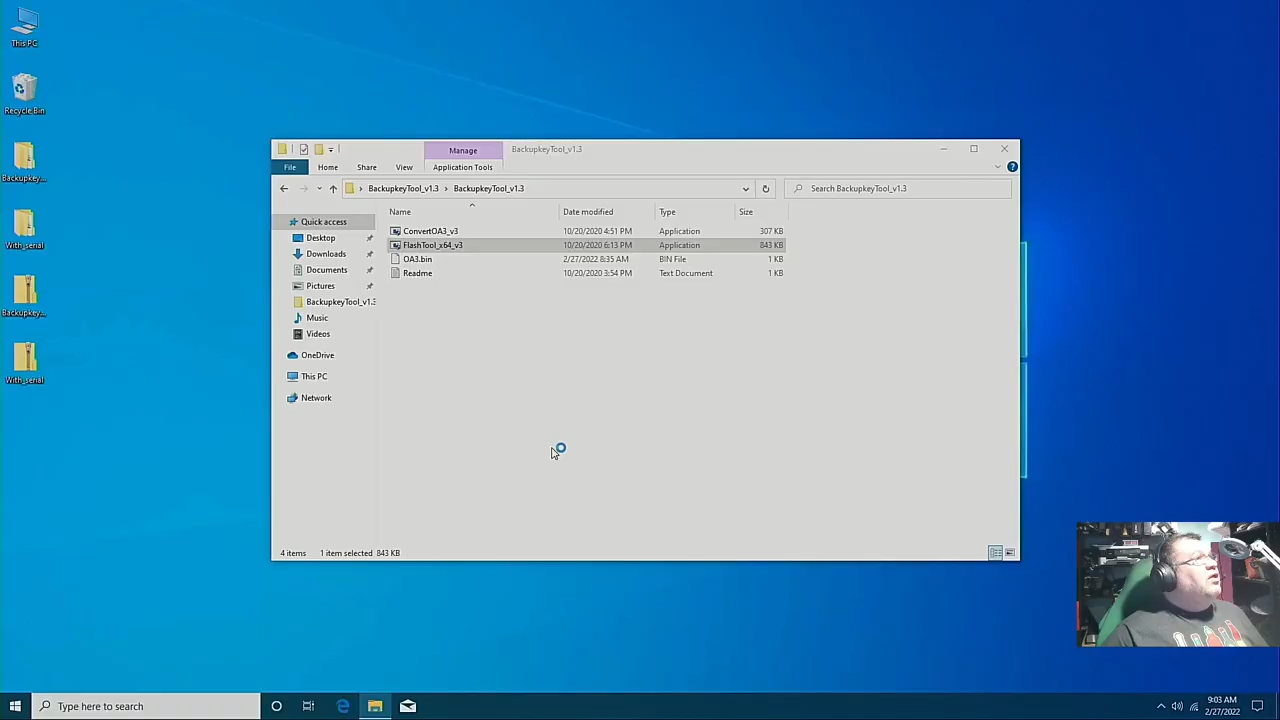 This PC
Recycle Bin
Backupkey...
With_serial
Backupkey...
With_serial
Manage
BackupkeyTool_v1.3
File
Home
Share
View
Application Tools
BackupkeyTool_v1.3
BackupkeyTool_v1.3
Search BackupkeyTool_v1.3
Name
Date modified
Type
Size
Quick access
Desktop
Downloads
Documents
Pictures
BackupkeyTool_v1.3
Music
Videos
OneDrive
This PC
Network
ConvertOA3_v3
10/20/2020 4:51 PM
Application
307 KB
FlashTool_x64_v3
10/20/2020 6:13 PM
Application
843 KB
OA3.bin
2/27/2022 8:35 AM
BIN File
1 KB
Readme
10/20/2020 3:54 PM
Text Document
1 KB
4 items
1 item selected 843 KB
Type here to search
9:03 AM
2/27/2022